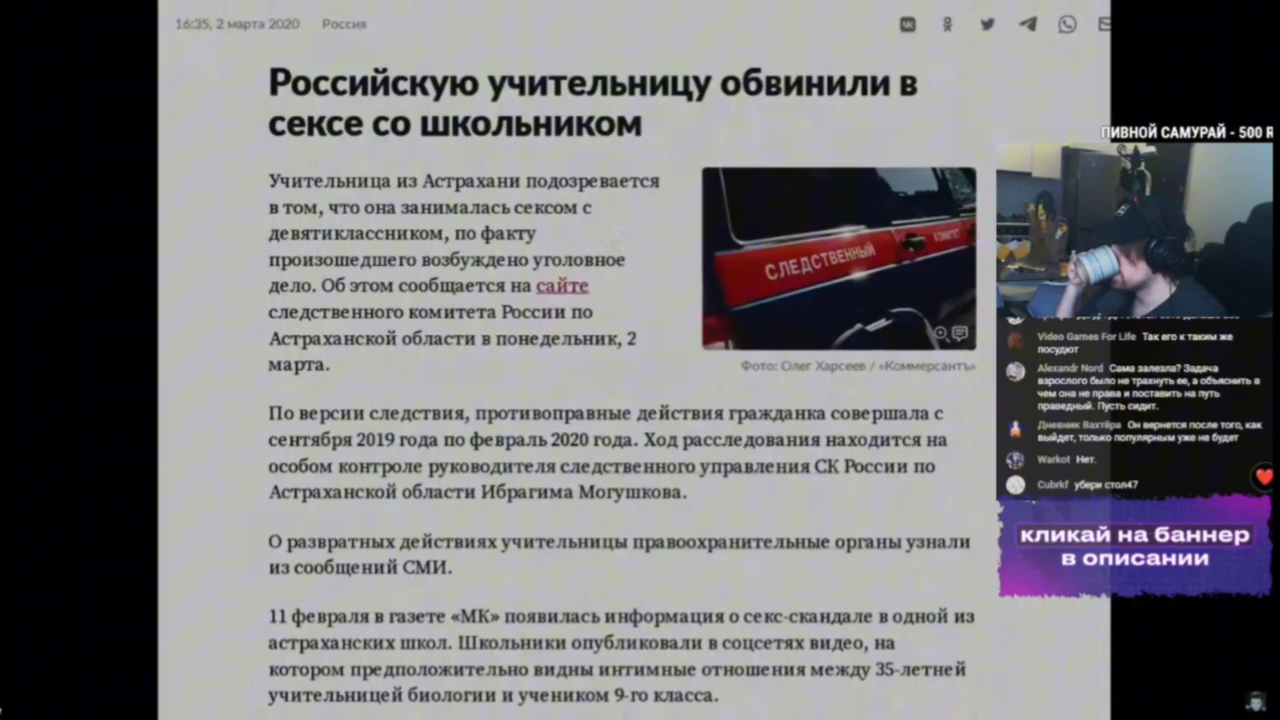 16:35, 2 марта 2020 Россия
Российскую учительницу обвинили в
сексе со школьником
Учительница из Астрахани подозревается
в том, что она занималась сексом с
девятиклассником, по факту
произошедшего возбуждено уголовное
дело. Об этом сообщается на сайте
следственного комитета России по
Астраханской области в понедельник, 2
марта.
СЛЕДСТВЕННЫЙ КОМИТЕТ
Фото: Олег Харсеев / «Коммерсантъ»
По версии следствия, противоправные действия гражданка совершала с
сентября 2019 года по февраль 2020 года. Ход расследования находится на
особом контроле руководителя следственного управления СК России по
Астраханской области Ибрагима Могушкова.
О развратных действиях учительницы правоохранительные органы узнали
из сообщений СМИ.
11 февраля в газете «МК» появилась информация о секс-скандале в одной из
астраханских школ. Школьники опубликовали в соцсетях видео, на
котором предположительно видны интимные отношения между 35-летней
учительницей биологии и учеником 9-го класса.
ПИВНОЙ САМУРАЙ - 500 R
Video Games For Life Так его к таким же
посудют
Alexandr Nord Сама залезла? Задача
взрослого было не трахнуть ее, а объяснить в
чем она не права и поставить на путь
праведный. Пусть сидит.
Дневник Вахтёра Он вернется после того, как
выйдет, только популярным уже не будет
Warkot Нет.
Cubrkf убери стол47
кликай на баннер
в описании